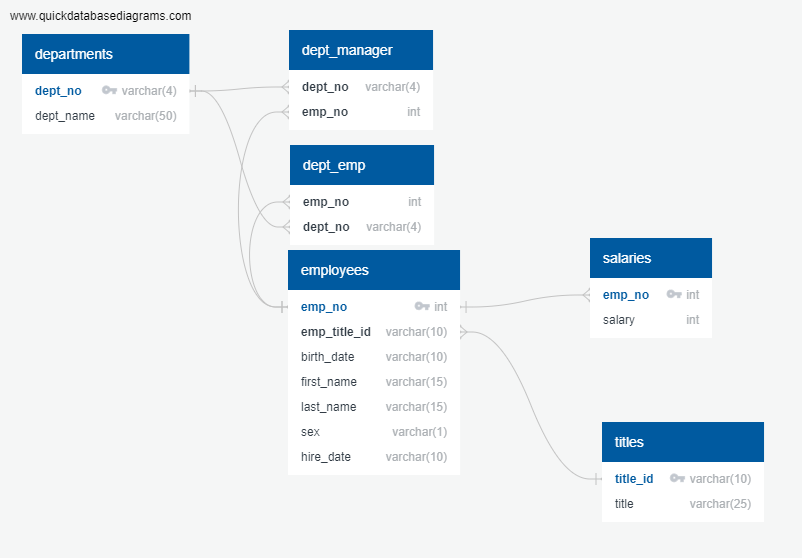 www.quickdatabasediagrams.com
departments
dept_no varchar(4)
dept_name varchar(50)
dept_manager
dept_no varchar(4)
emp_no int
dept_emp
emp_no int
dept_no varchar(4)
employees
emp_no int
emp_title_id varchar(10)
birth_date varchar(10)
first_name varchar(15)
last_name varchar(15)
sex varchar(1)
hire_date varchar(10)
salaries
emp_no int
salary int
titles
title_id varchar(10)
title varchar(25)